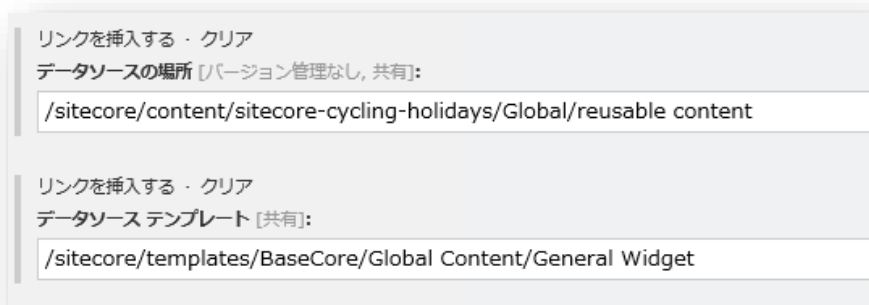 リンクを挿入する · クリア
データソースの場所 [バージョン管理なし, 共有]:
/sitecore/content/sitecore-cycling-holidays/Global/reusable content
リンクを挿入する · クリア
データソース テンプレート [共有]:
/sitecore/templates/BaseCore/Global Content/General Widget